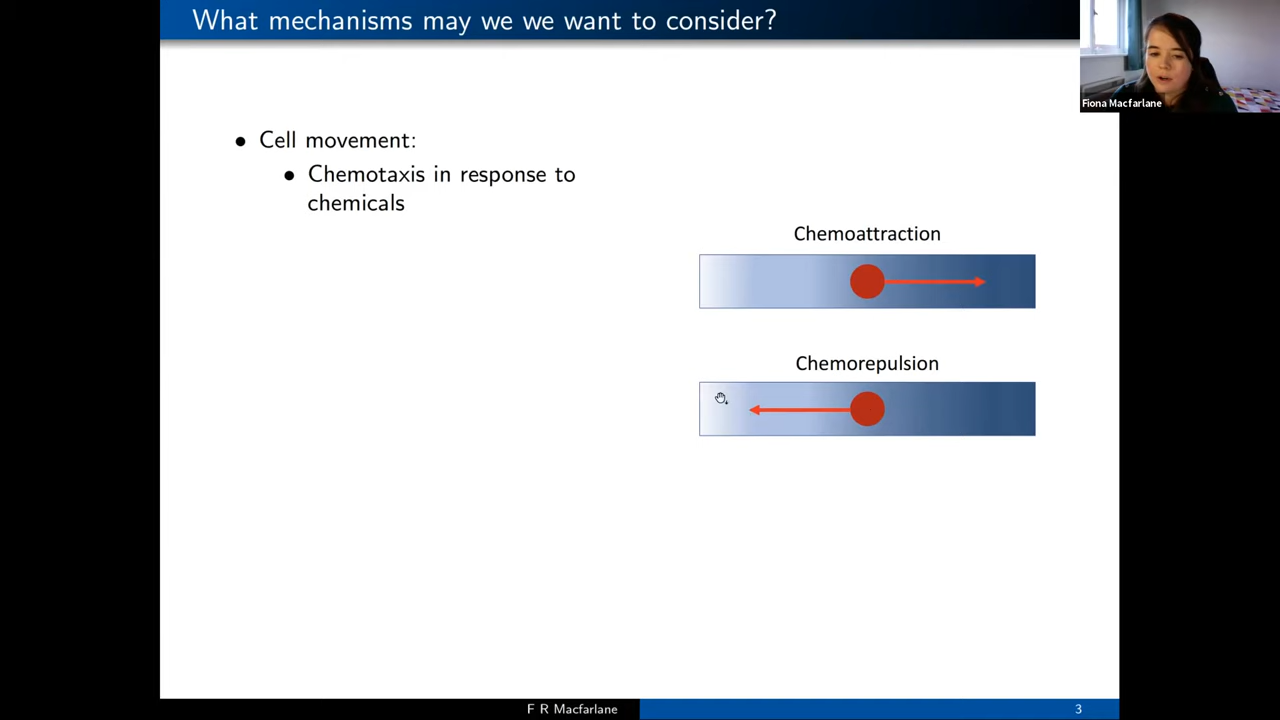 What mechanisms may we we want to consider?
Fiona Macfarlane
• Cell movement:
• Chemotaxis in response to
chemicals
Chemoattraction
Chemorepulsion
F R Macfarlane
3